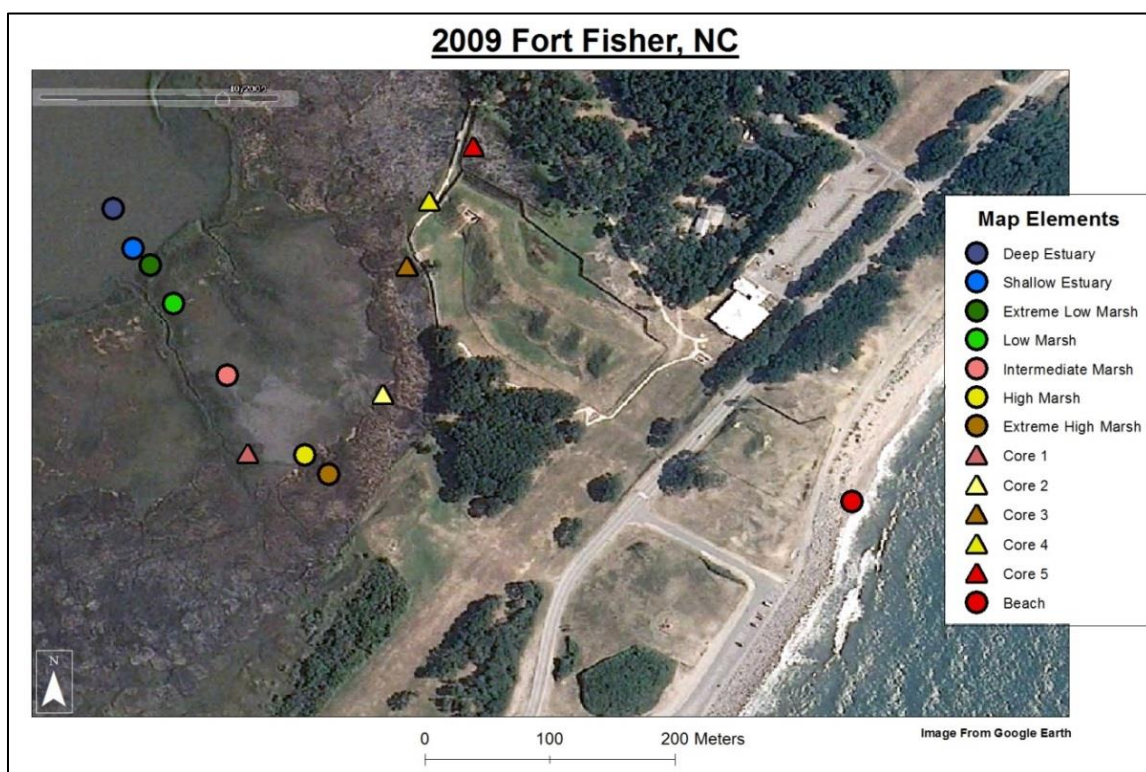 2009 Fort Fisher, NC
10/2009
Map Elements
Deep Estuary
Shallow Estuary
Extreme Low Marsh
Low Marsh
Intermediate Marsh
High Marsh
Extreme High Marsh
Core 1
Core 2
Core 3
Core 4
Core 5
Beach
N
Image From Google Earth
0 100 200 Meters